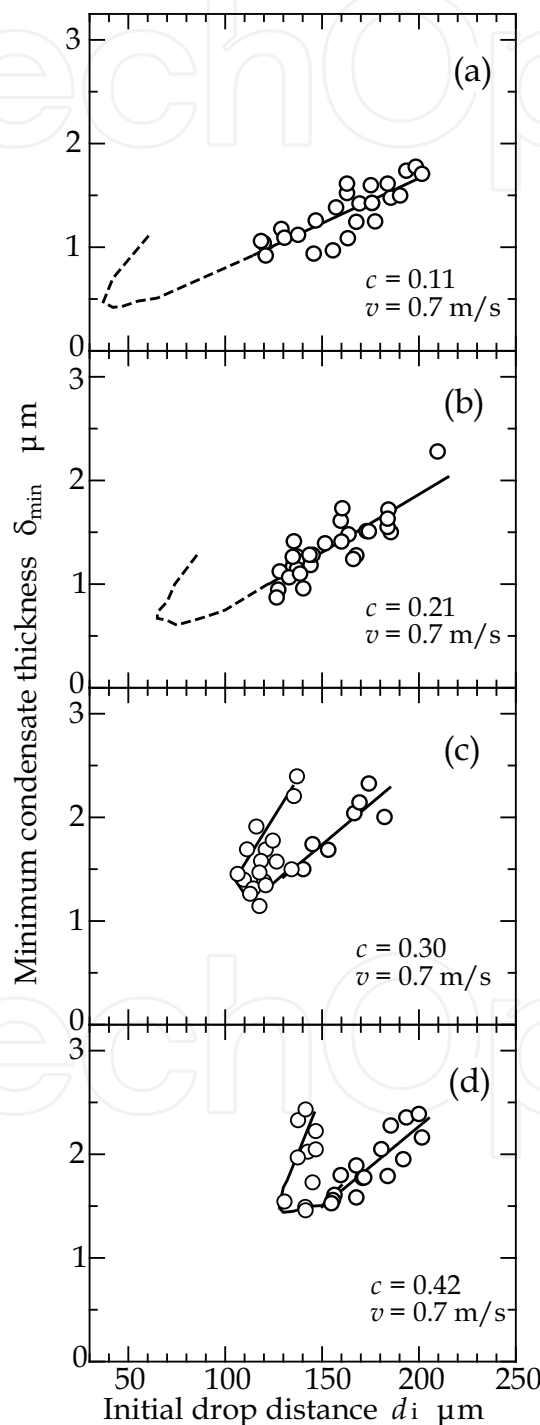 3
(a)
2
1
c = 0.11
v = 0.7 m/s
0
3
(b)
2
1
c = 0.21
v = 0.7 m/s
0
3
(c)
2
1
c = 0.30
v = 0.7 m/s
0
3
(d)
2
1
c = 0.42
v = 0.7 m/s
0
50 100 150 200 250
Initial drop distance di µm
Minimum condensate thickness δmin µm
echOp
echOp